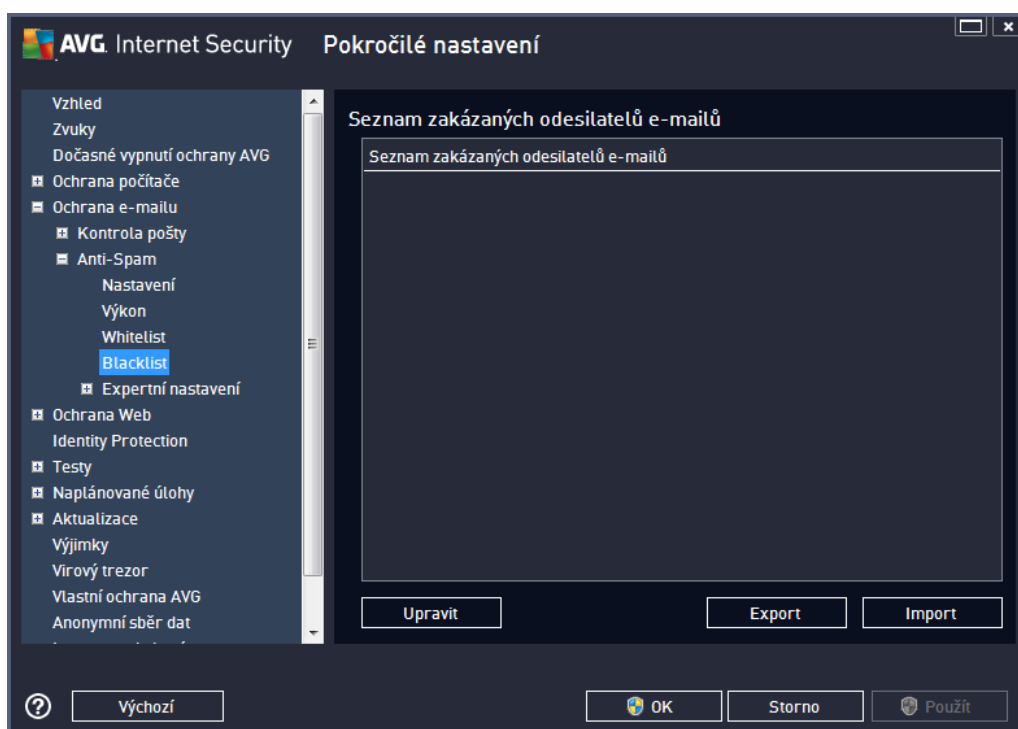 AVG. Internet Security Pokročilé nastavení
Vzhled
Zvuky
Dočasné vypnutí ochrany AVG
Ochrana počítače
Ochrana e-mailu
Kontrola pošty
Anti-Spam
Nastavení
Výkon
Whitelist
Blacklist
Expertní nastavení
Ochrana Web
Identity Protection
Testy
Naplánované úlohy
Aktualizace
Výjimky
Virový trezor
Vlastní ochrana AVG
Anonymní sběr dat
Seznam zakázaných odesilatelů e-mailů
Seznam zakázaných odesilatelů e-mailů
Upravit
Export
Import
Výchozí
OK
Storno
Použít